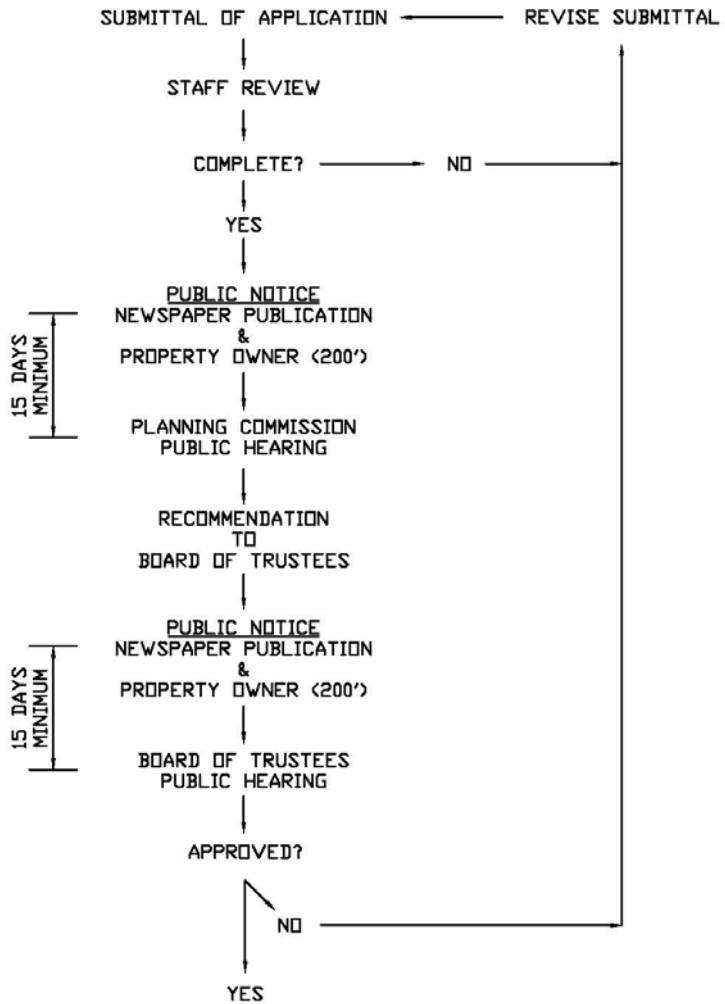 SUBMITTAL OF APPLICATION
REVISE SUBMITTAL
STAFF REVIEW
COMPLETE?
NO
YES
PUBLIC NOTICE
NEWSPAPER PUBLICATION
&
PROPERTY OWNER (200')
15 DAYS
MINIMUM
PLANNING COMMISSION
PUBLIC HEARING
RECOMMENDATION
TO
BOARD OF TRUSTEES
PUBLIC NOTICE
NEWSPAPER PUBLICATION
&
PROPERTY OWNER (200')
15 DAYS
MINIMUM
BOARD OF TRUSTEES
PUBLIC HEARING
APPROVED?
NO
YES